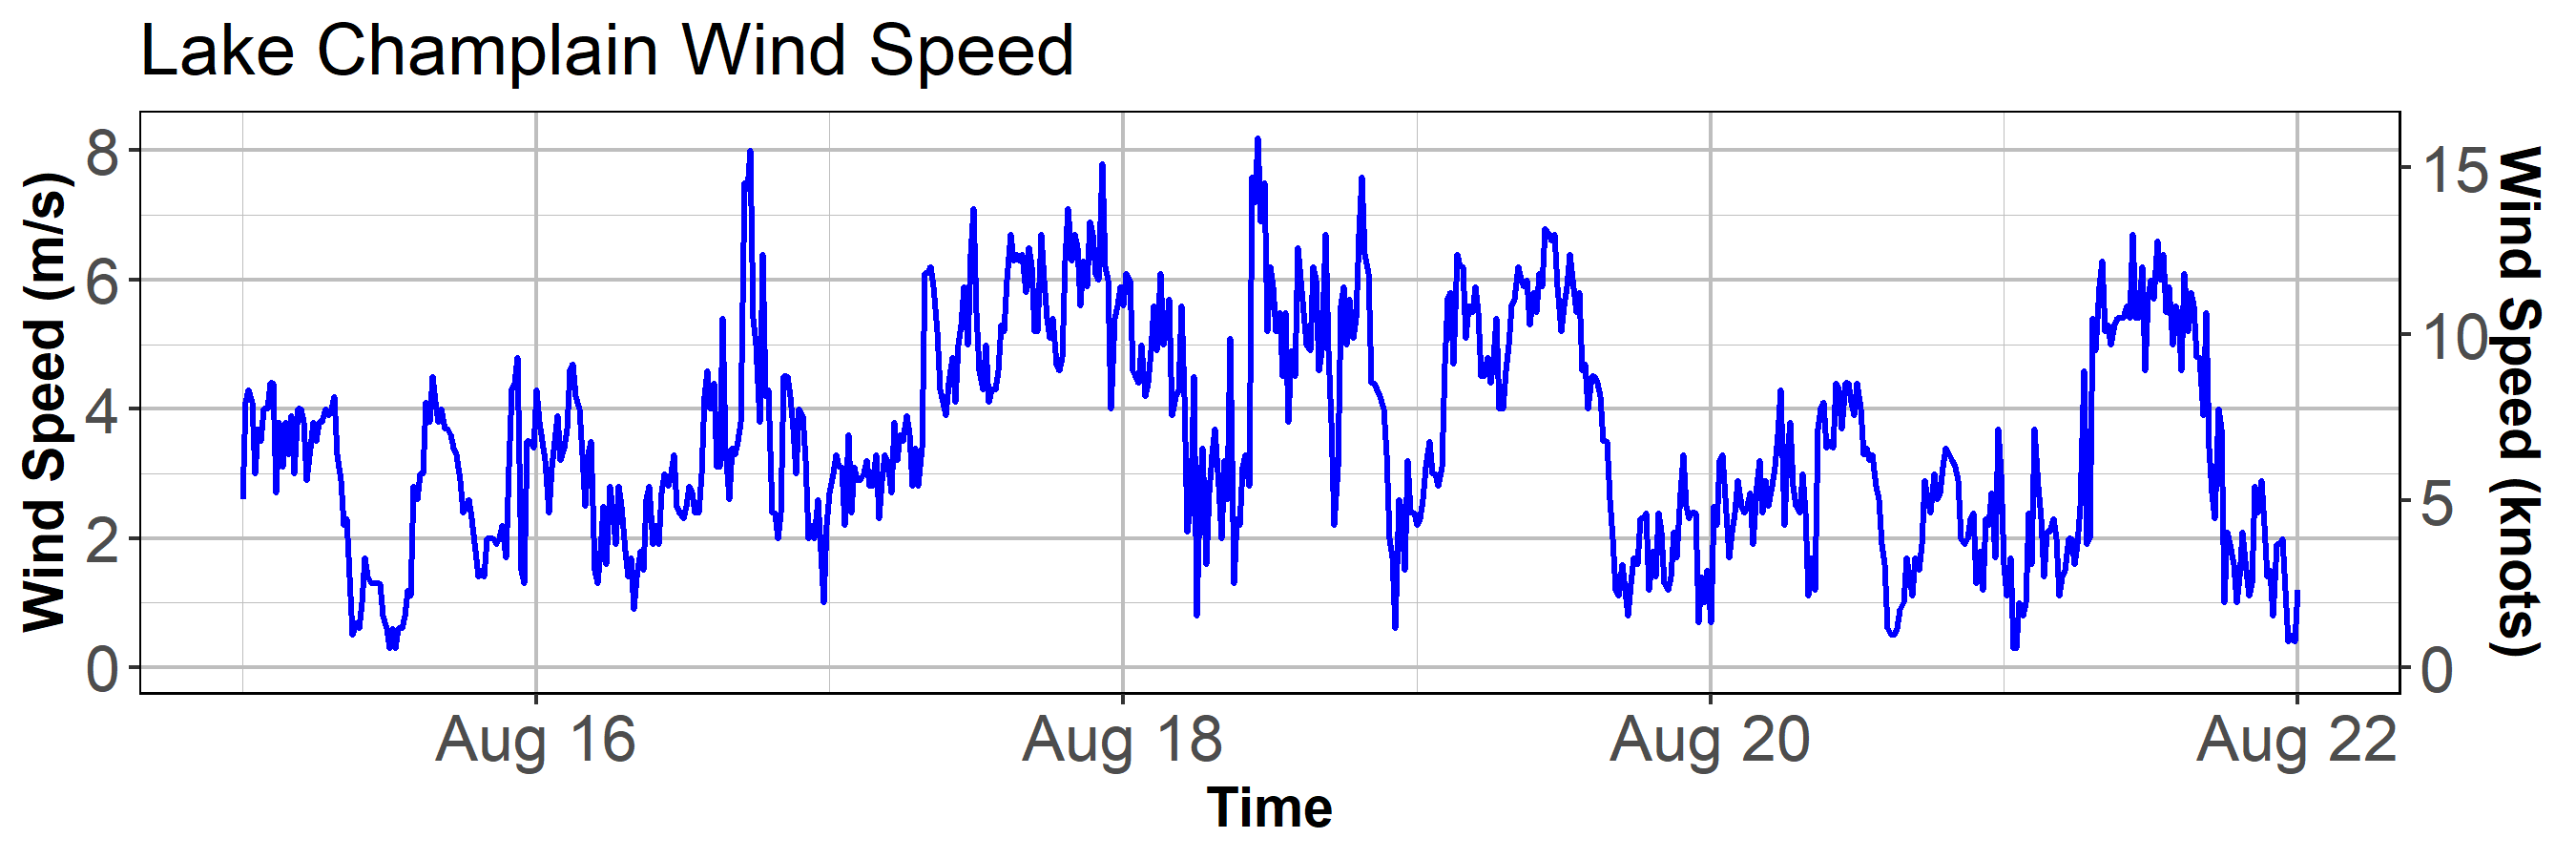 Lake Champlain Wind Speed
Wind Speed (m/s)
8
6
4
2
0
15
10
5
0
Wind Speed (knots)
Aug 16
Aug 18
Aug 20
Aug 22
Time